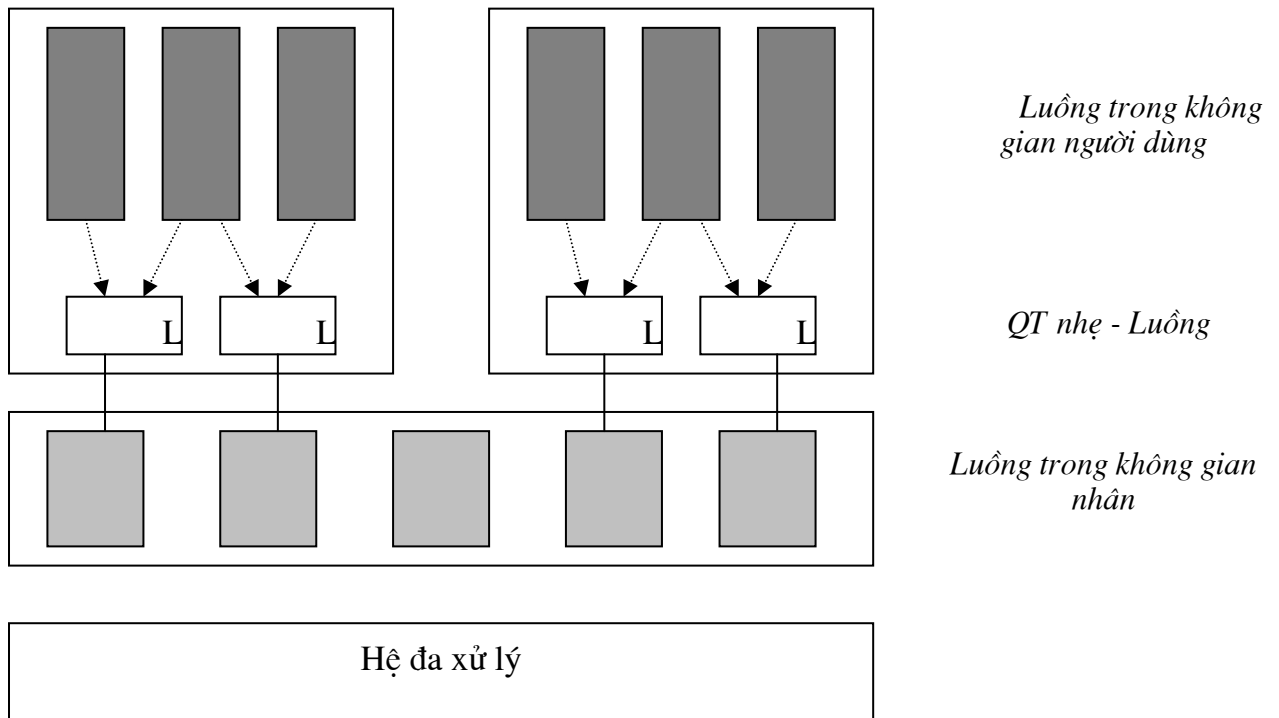 Luồng trong không
gian người dùng
L
L
L
L
QT nhẹ - Luồng
Luồng trong không gian
nhân
Hệ đa xử lý